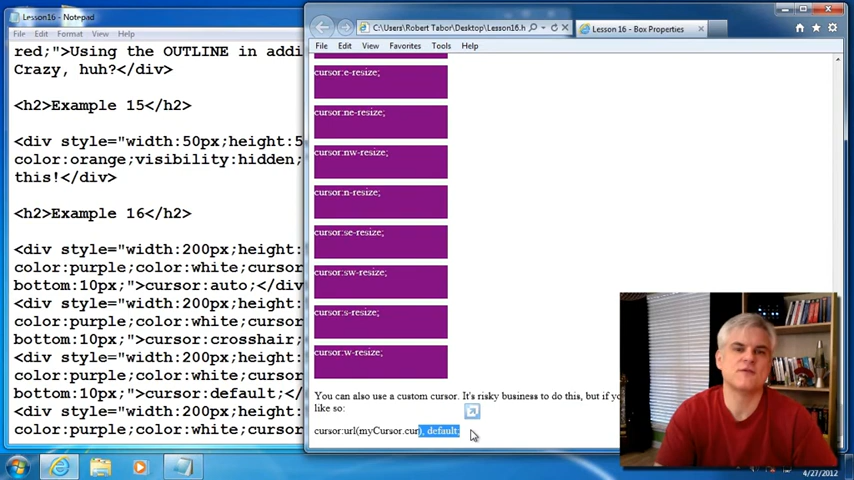 Lesson16 - Notepad
File Edit Format View Help
red;">Using the OUTLINE in addi
Crazy, huh?</div>
<h2>Example 15</h2>
<div style="width:50px;height:5
color:orange;visibility:hidden;
this!</div>
<h2>Example 16</h2>
<div style="width:200px;height:
color:purple;color:white;cursor
bottom:10px;">cursor:auto;</div
<div style="width:200px;height:
color:purple;color:white;cursor
bottom:10px;">cursor:crosshair;
<div style="width:200px;height:
color:purple;color:white;cursor
bottom:10px;">cursor:default;</
<div style="width:200px;height:
color:purple;color:white;cursor
C:\Users\Robert Tabor\Desktop\Lesson16.h
Lesson 16 - Box Properties
File Edit View Favorites Tools Help
cursor:e-resize;
cursor:ne-resize;
cursor:nw-resize;
cursor:n-resize;
cursor:se-resize;
cursor:sw-resize;
cursor:s-resize;
cursor:w-resize;
You can also use a custom cursor. It's risky business to do this, but if yo
like so:
cursor:url(myCursor.cur), default;
4/27/2012